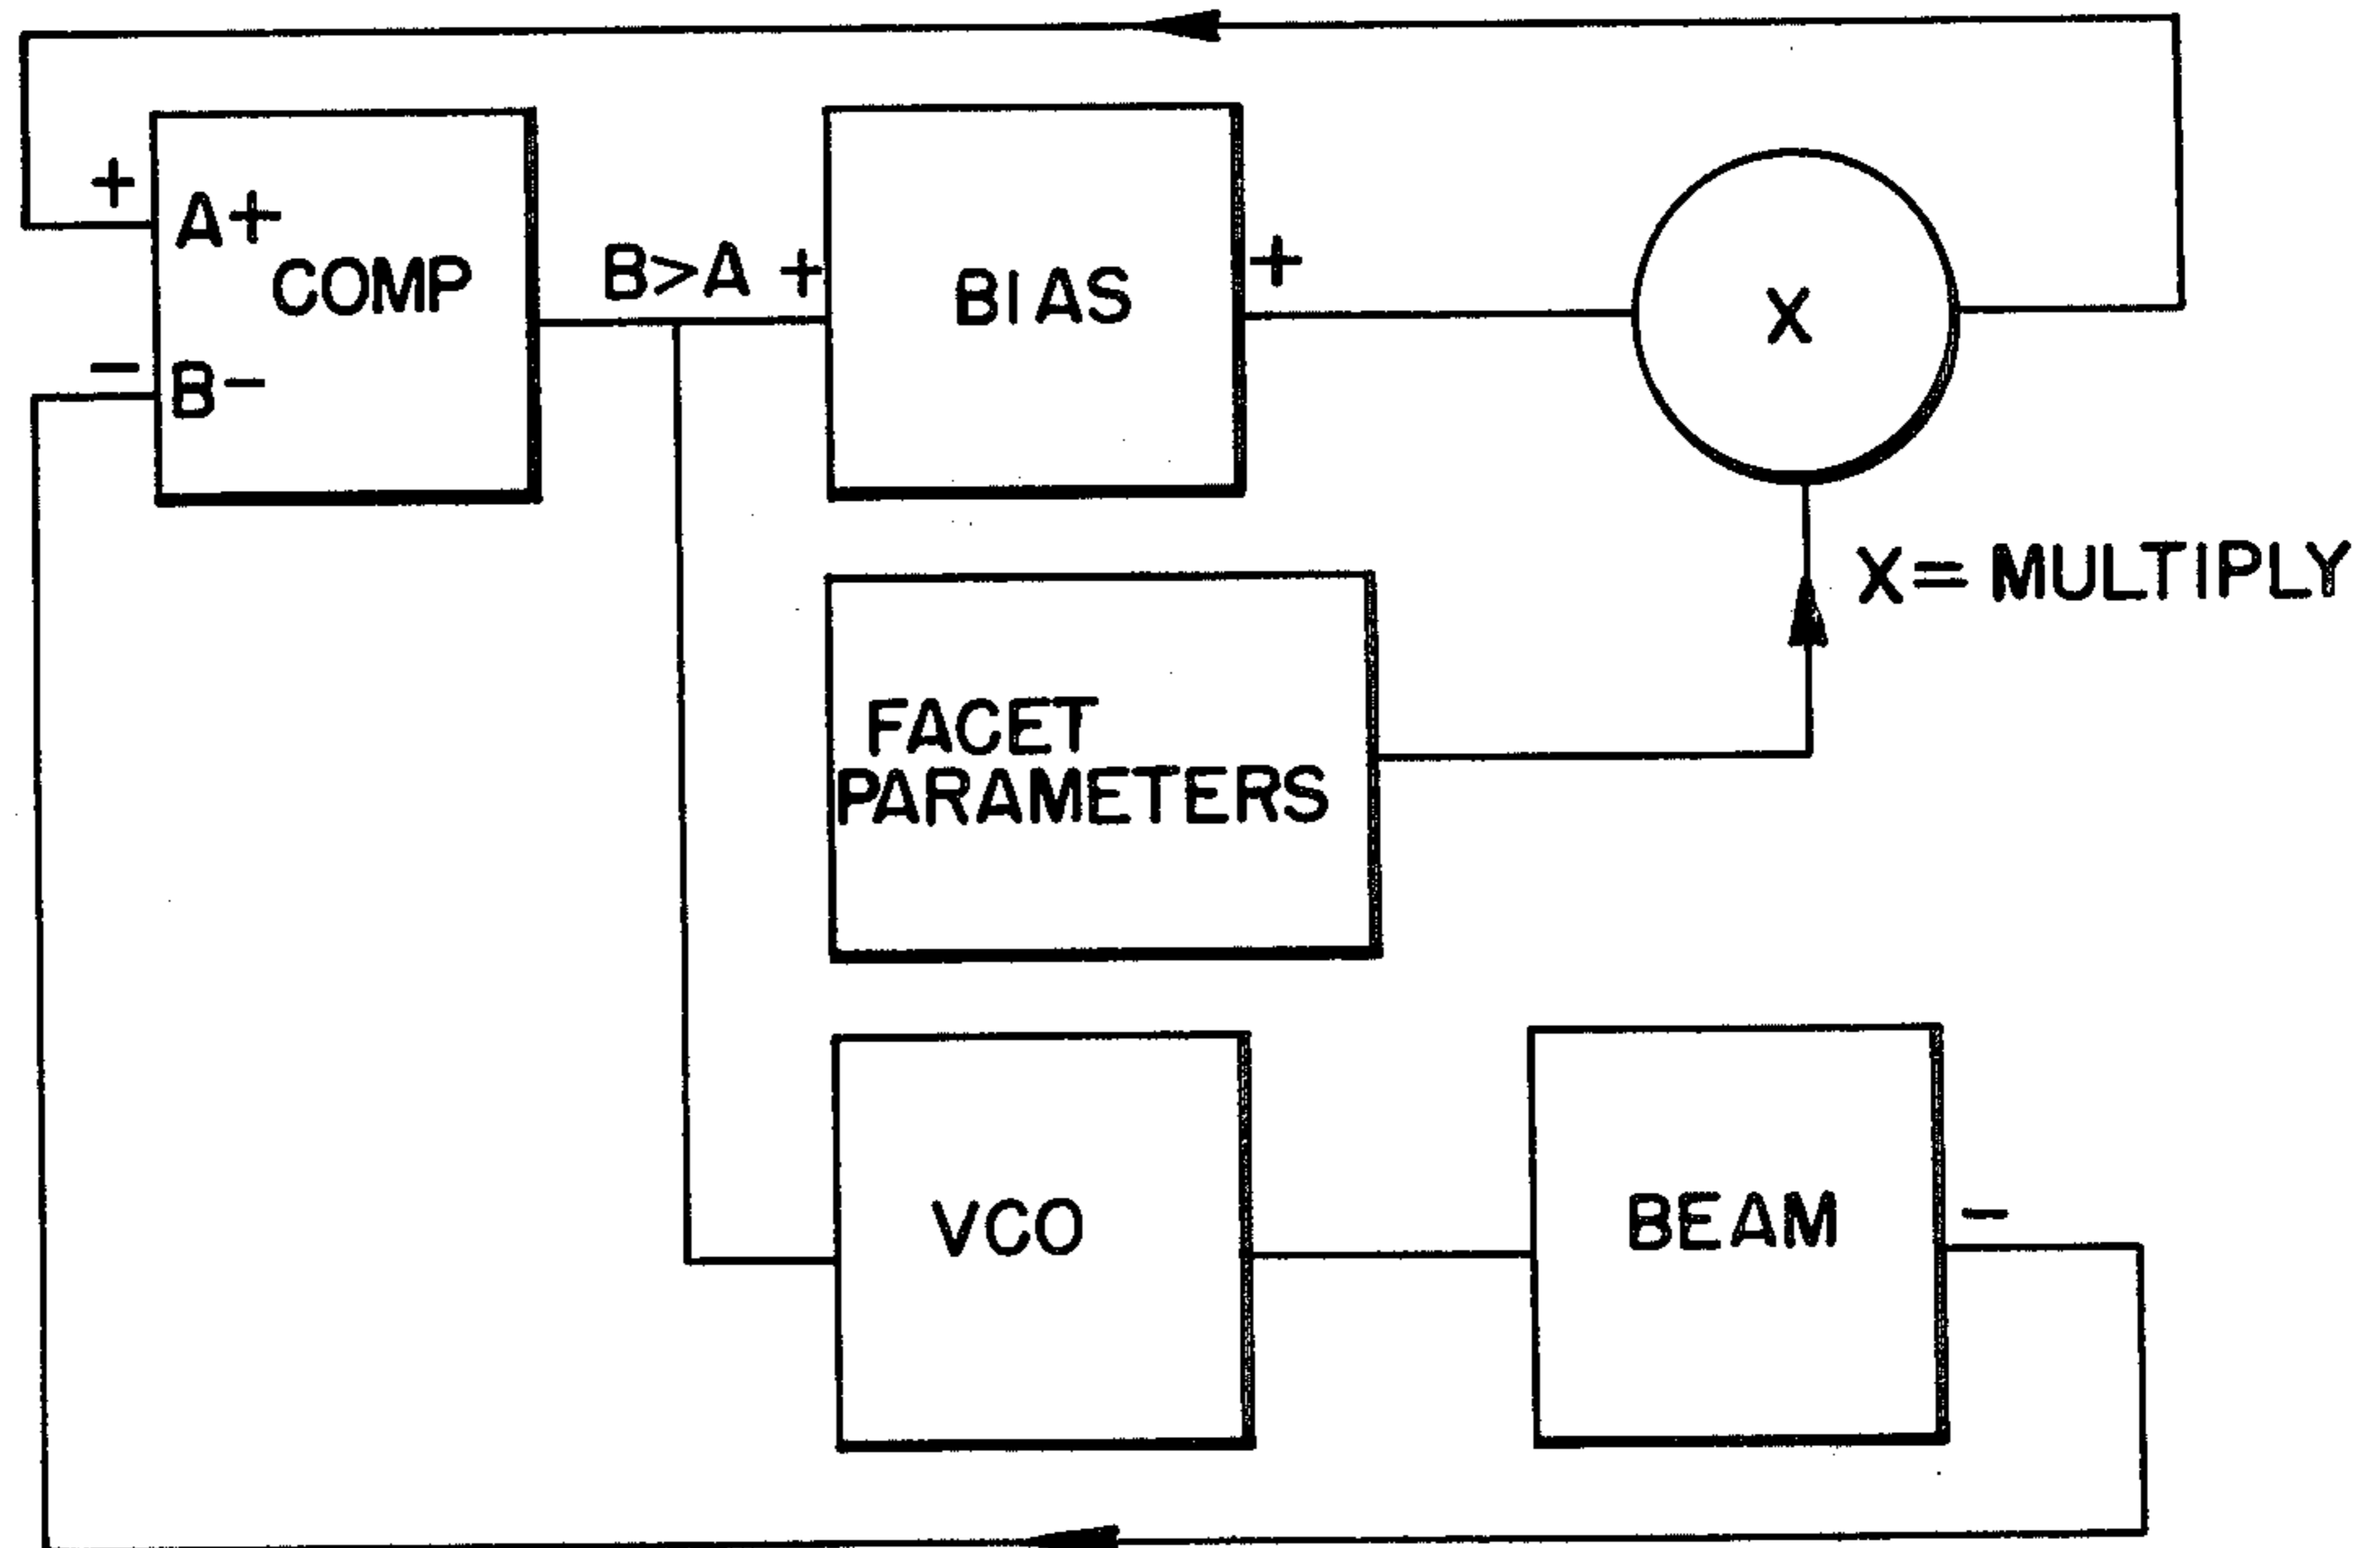 +
A+
COMP
-
B-
B>A +
BIAS
+
X
X = MULTIPLY
FACET
PARAMETERS
VCO
BEAM
-